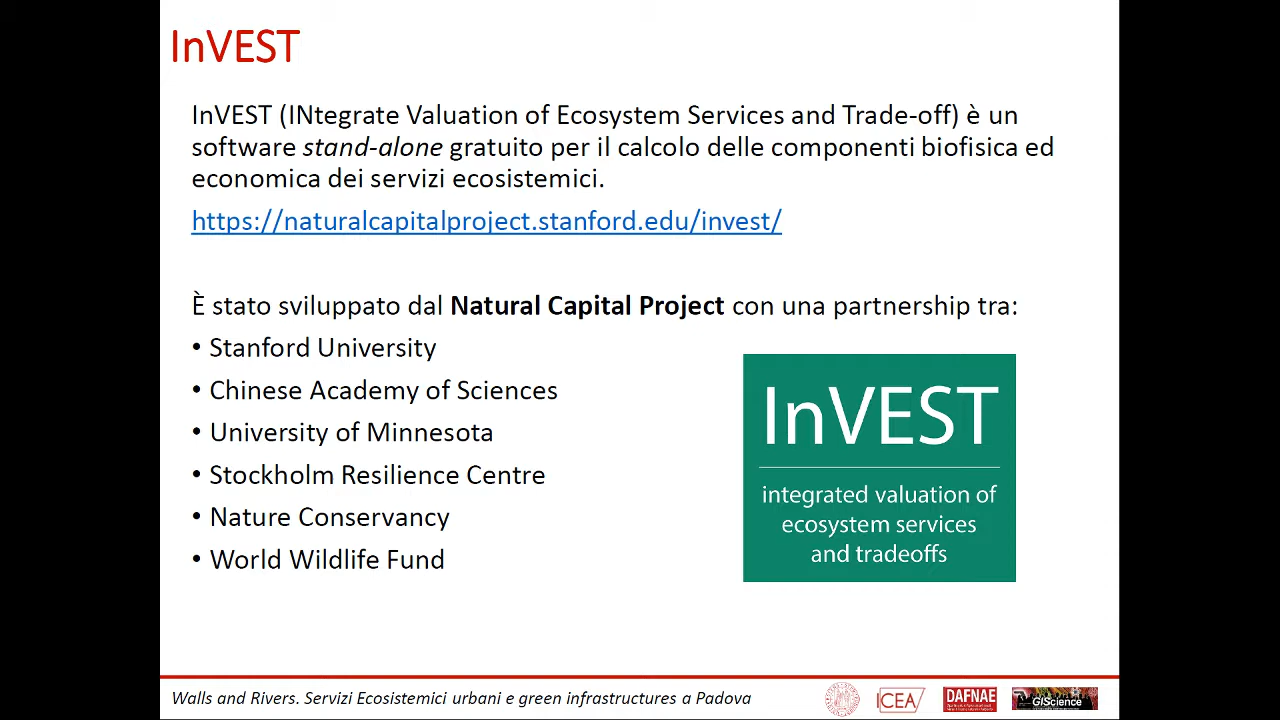 InVEST
InVEST (INtegrate Valuation of Ecosystem Services and Trade-off) è un
software stand-alone gratuito per il calcolo delle componenti biofisica ed
economica dei servizi ecosistemici.
https://naturalcapitalproject.stanford.edu/invest/
È stato sviluppato dal Natural Capital Project con una partnership tra:
• Stanford University
• Chinese Academy of Sciences
• University of Minnesota
• Stockholm Resilience Centre
• Nature Conservancy
• World Wildlife Fund
InVEST
integrated valuation of
ecosystem services
and tradeoffs
Walls and Rivers. Servizi Ecosistemici urbani e green infrastructures a Padova
ICEA
DAFNAE
GIScience